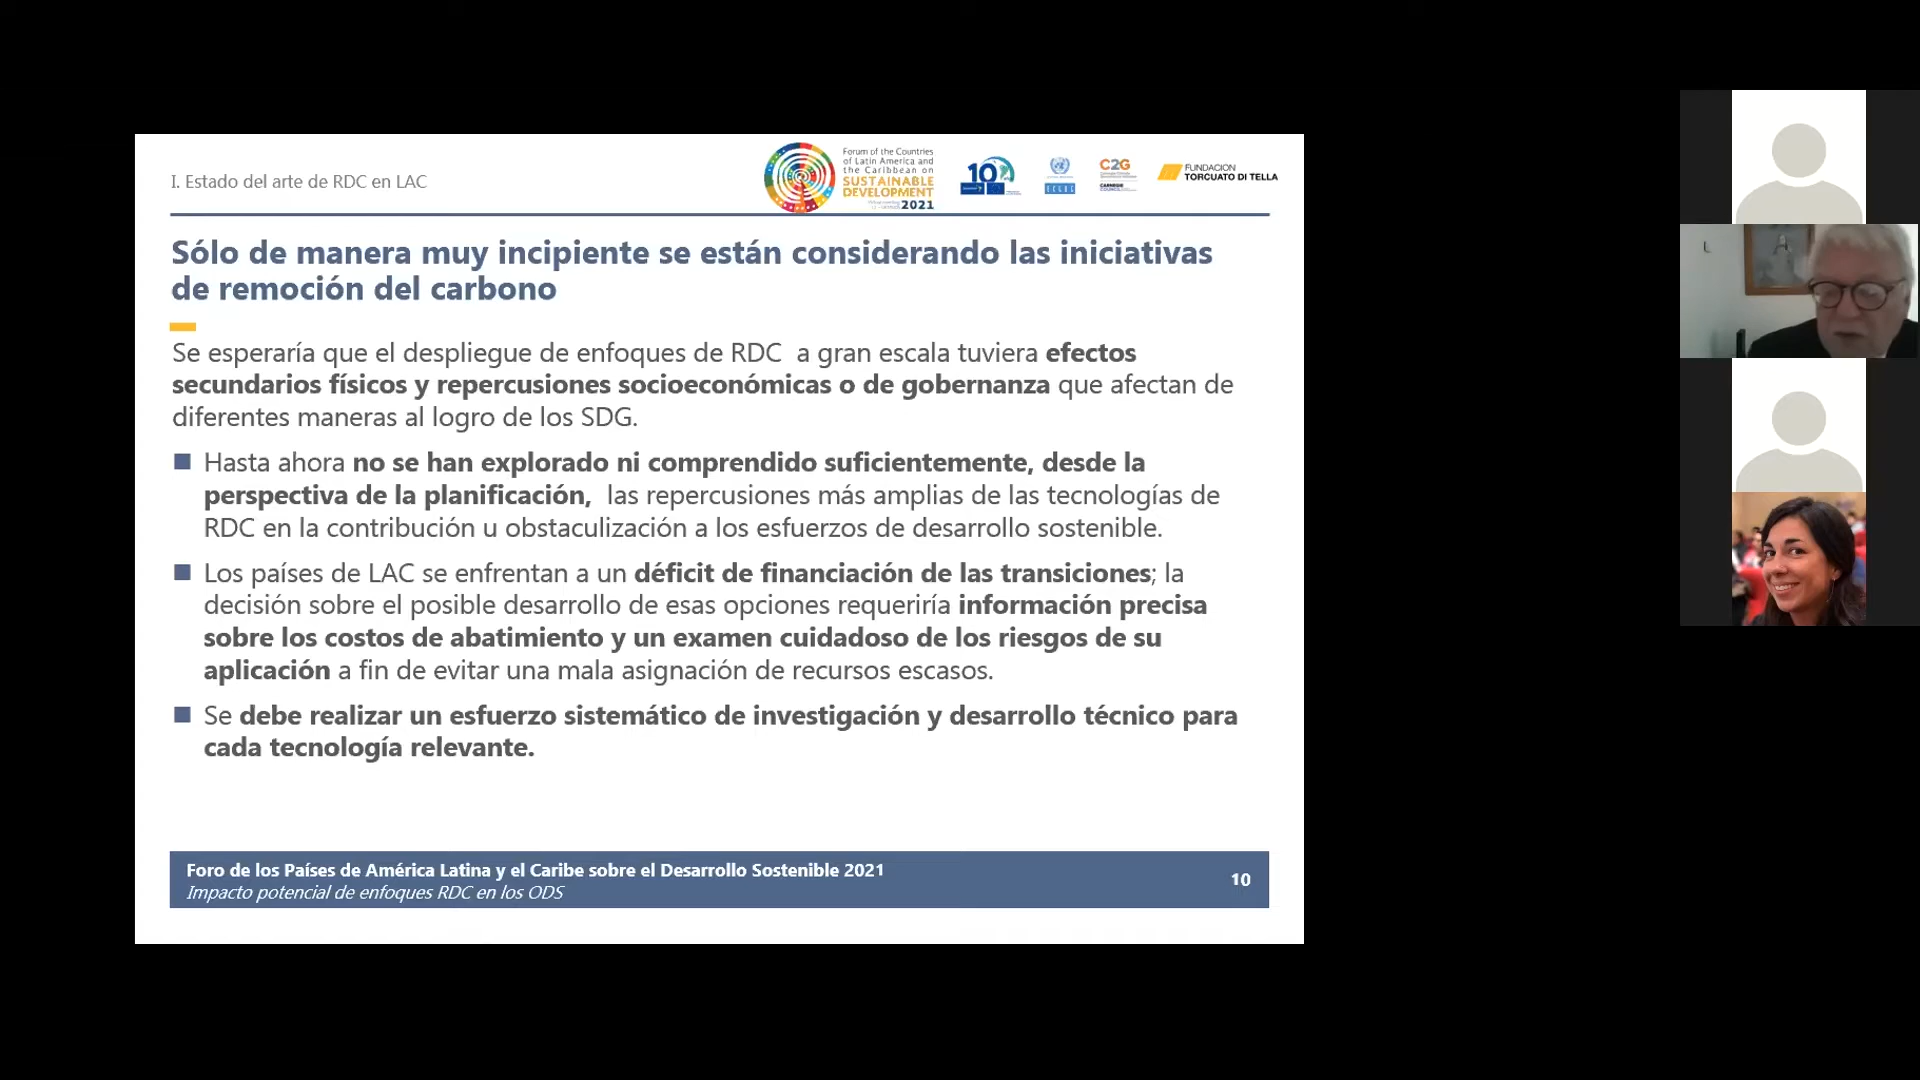 I. Estado del arte de RDC en LAC
Forum of the Countries
of Latin America and
the Caribbean on
SUSTAINABLE
DEVELOPMENT
2021
10
ECLAC
C2G
CARNEGIE
COUNCIL
FUNDACION
TORCUATO DI TELLA
Sólo de manera muy incipiente se están considerando las iniciativas
de remoción del carbono
Se esperaría que el despliegue de enfoques de RDC a gran escala tuviera efectos
secundarios físicos y repercusiones socioeconómicas o de gobernanza que afectan de
diferentes maneras al logro de los SDG.
Hasta ahora no se han explorado ni comprendido suficientemente, desde la
perspectiva de la planificación, las repercusiones más amplias de las tecnologías de
RDC en la contribución u obstaculización a los esfuerzos de desarrollo sostenible.
Los países de LAC se enfrentan a un déficit de financiación de las transiciones; la
decisión sobre el posible desarrollo de esas opciones requeriría información precisa
sobre los costos de abatimiento y un examen cuidadoso de los riesgos de su
aplicación a fin de evitar una mala asignación de recursos escasos.
Se debe realizar un esfuerzo sistemático de investigación y desarrollo técnico para
cada tecnología relevante.
Foro de los Países de América Latina y el Caribe sobre el Desarrollo Sostenible 2021
Impacto potencial de enfoques RDC en los ODS
10